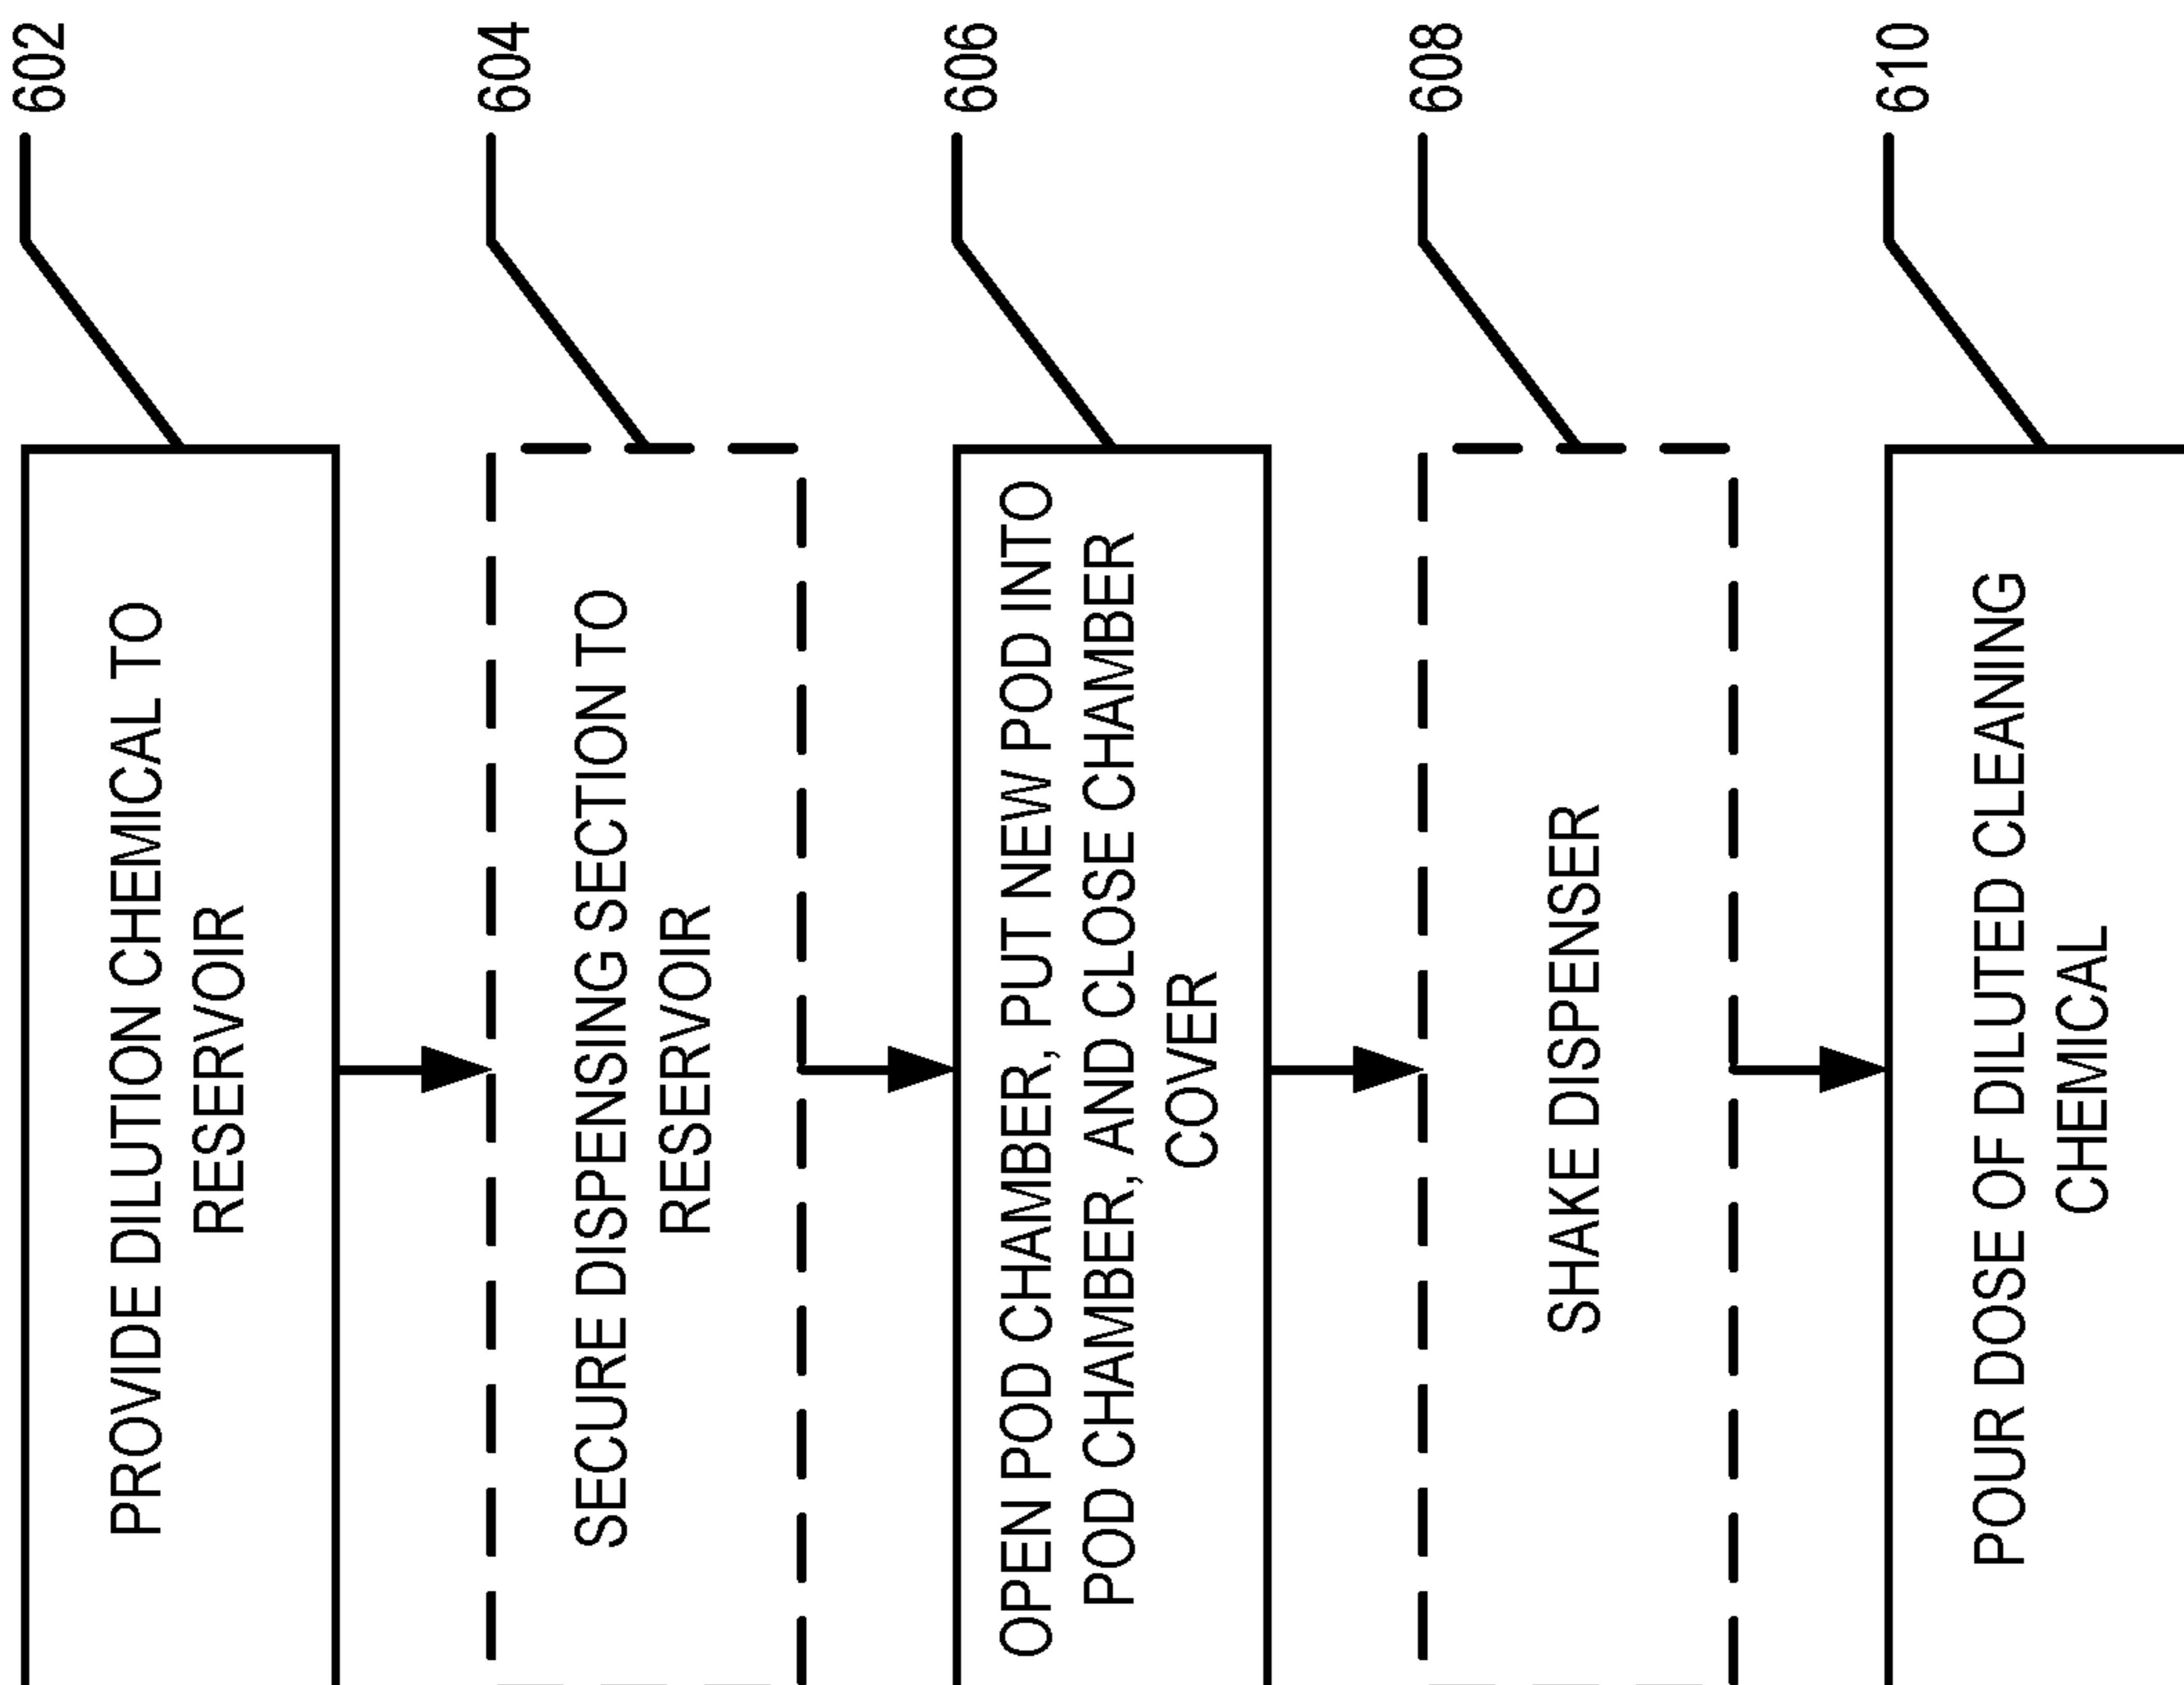 602
PROVIDE DILUTION CHEMICAL TO
RESERVOIR
604
SECURE DISPENSING SECTION TO
RESERVOIR
606
OPEN POD CHAMBER, PUT NEW POD INTO
POD CHAMBER, AND CLOSE CHAMBER
COVER
608
SHAKE DISPENSER
610
POUR DOSE OF DILUTED CLEANING
CHEMICAL